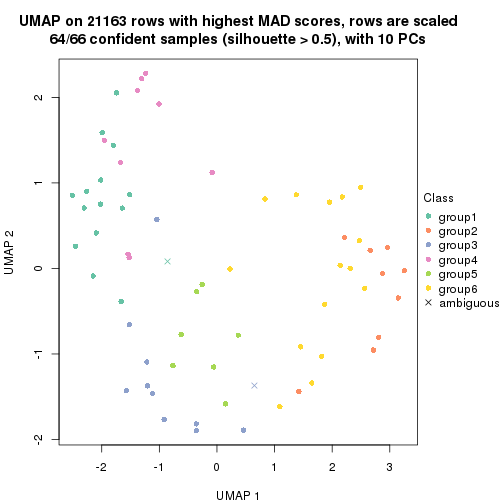 UMAP on 21163 rows with highest MAD scores, rows are scaled
64/66 confident samples (silhouette > 0.5), with 10 PCs
Class
group1
group2
group3
group4
group5
group6
ambiguous
UMAP 2
2
1
0
-1
-2
-2
-1
0
1
2
3
UMAP 1